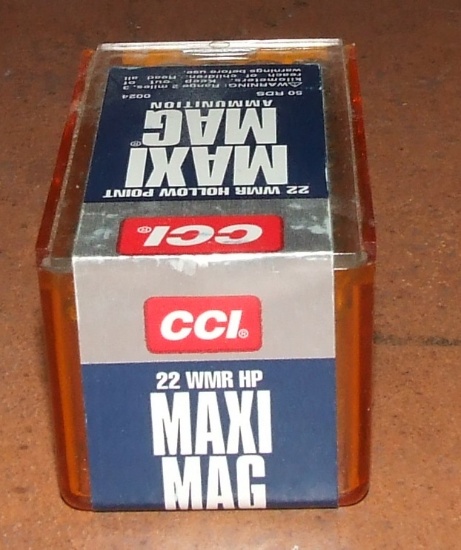 ⚠WARNING: Range 2 miles, 3
kilometers. Keep out of
reach of children. Read all
warnings before use.
50 RDS 0024
MAXI
MAG®
AMMUNITION
22 WMR HOLLOW POINT
CCI®
CCI®
22 WMR HP
MAXI
MAG